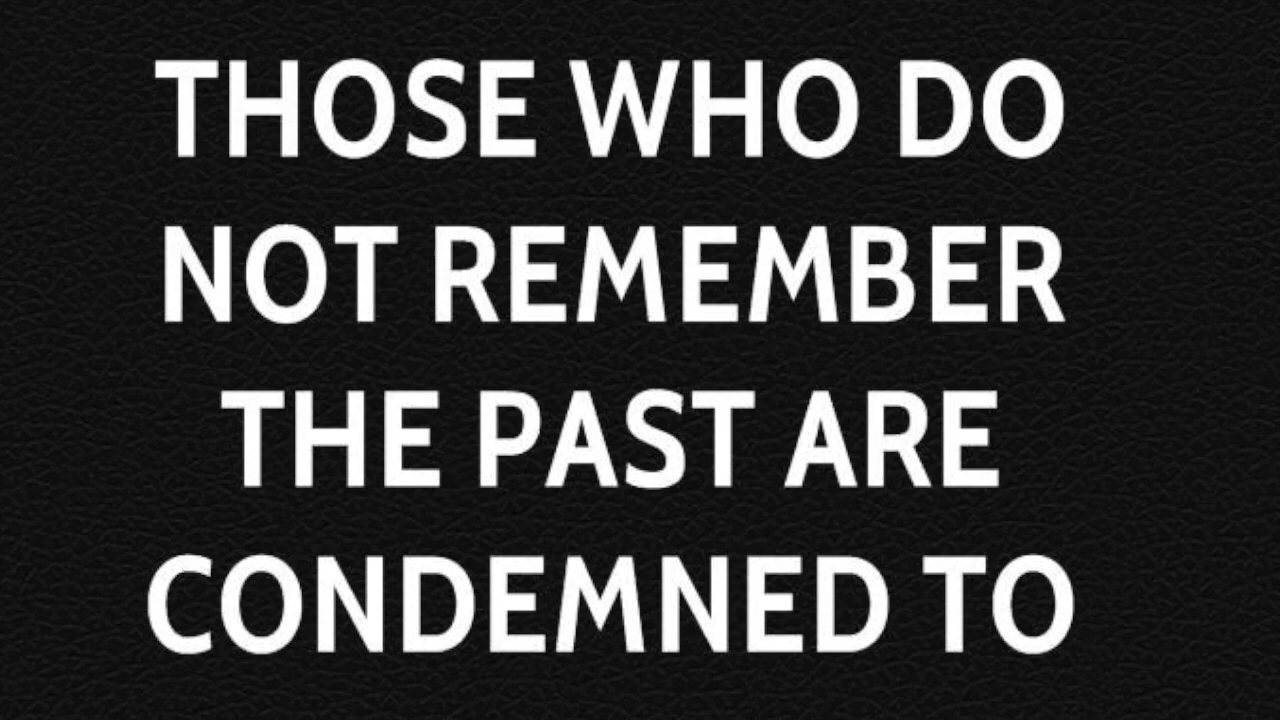 THOSE WHO DO
NOT REMEMBER
THE PAST ARE
CONDEMNED TO